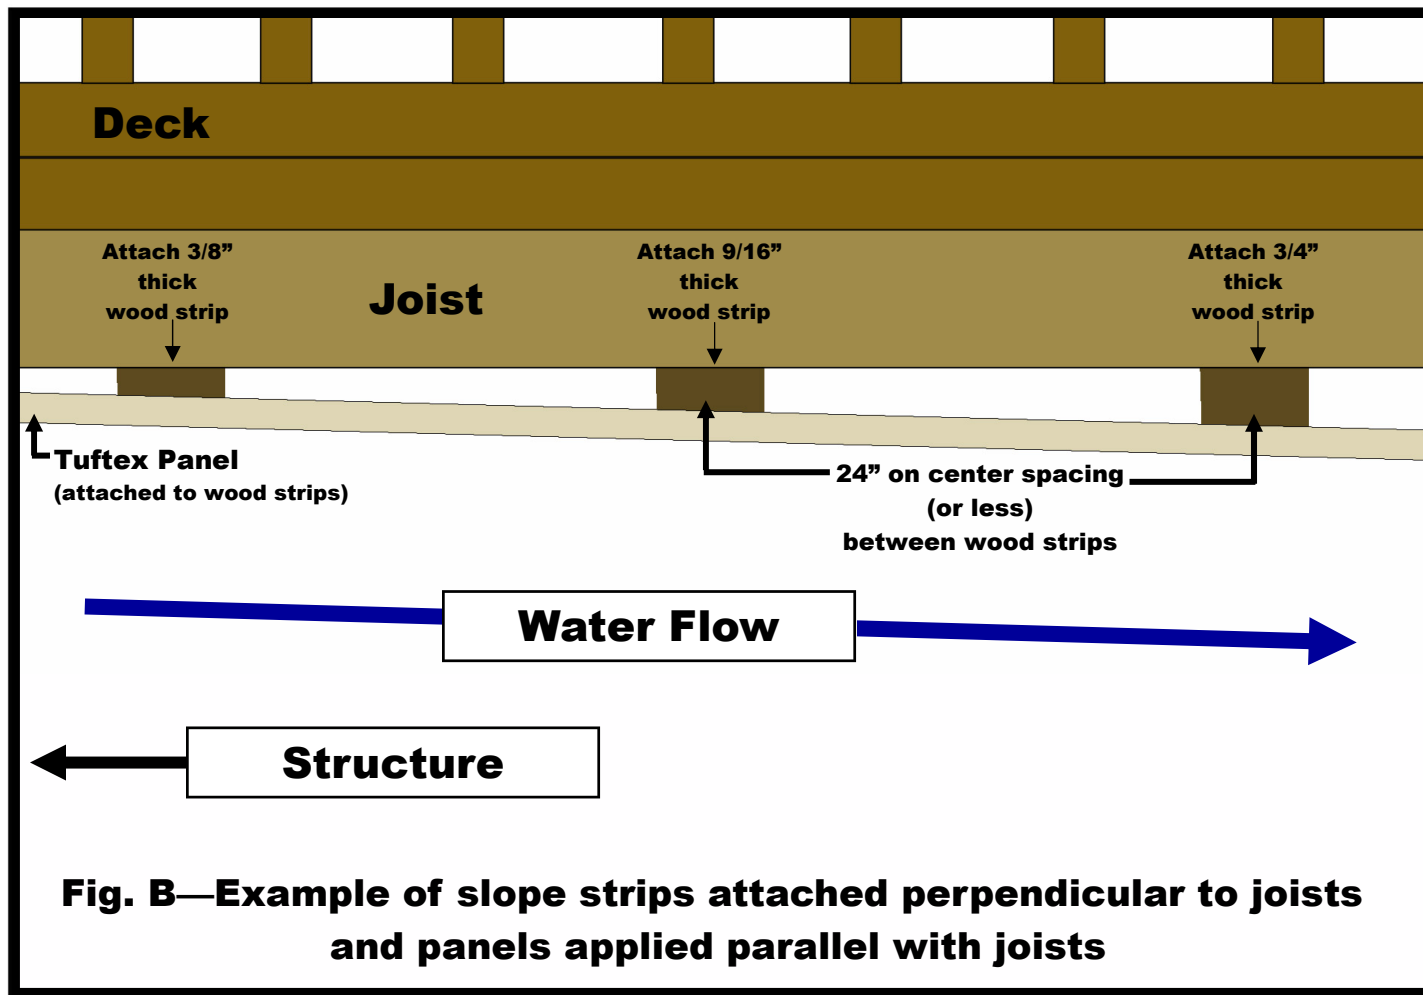 Deck
Attach 3/8”
thick
wood strip
Attach 9/16”
thick
wood strip
Attach 3/4”
thick
wood strip
Joist
Tuftex Panel
(attached to wood strips)
24” on center spacing
(or less)
between wood strips
Water Flow
Structure
Fig. B—Example of slope strips attached perpendicular to joists
and panels applied parallel with joists